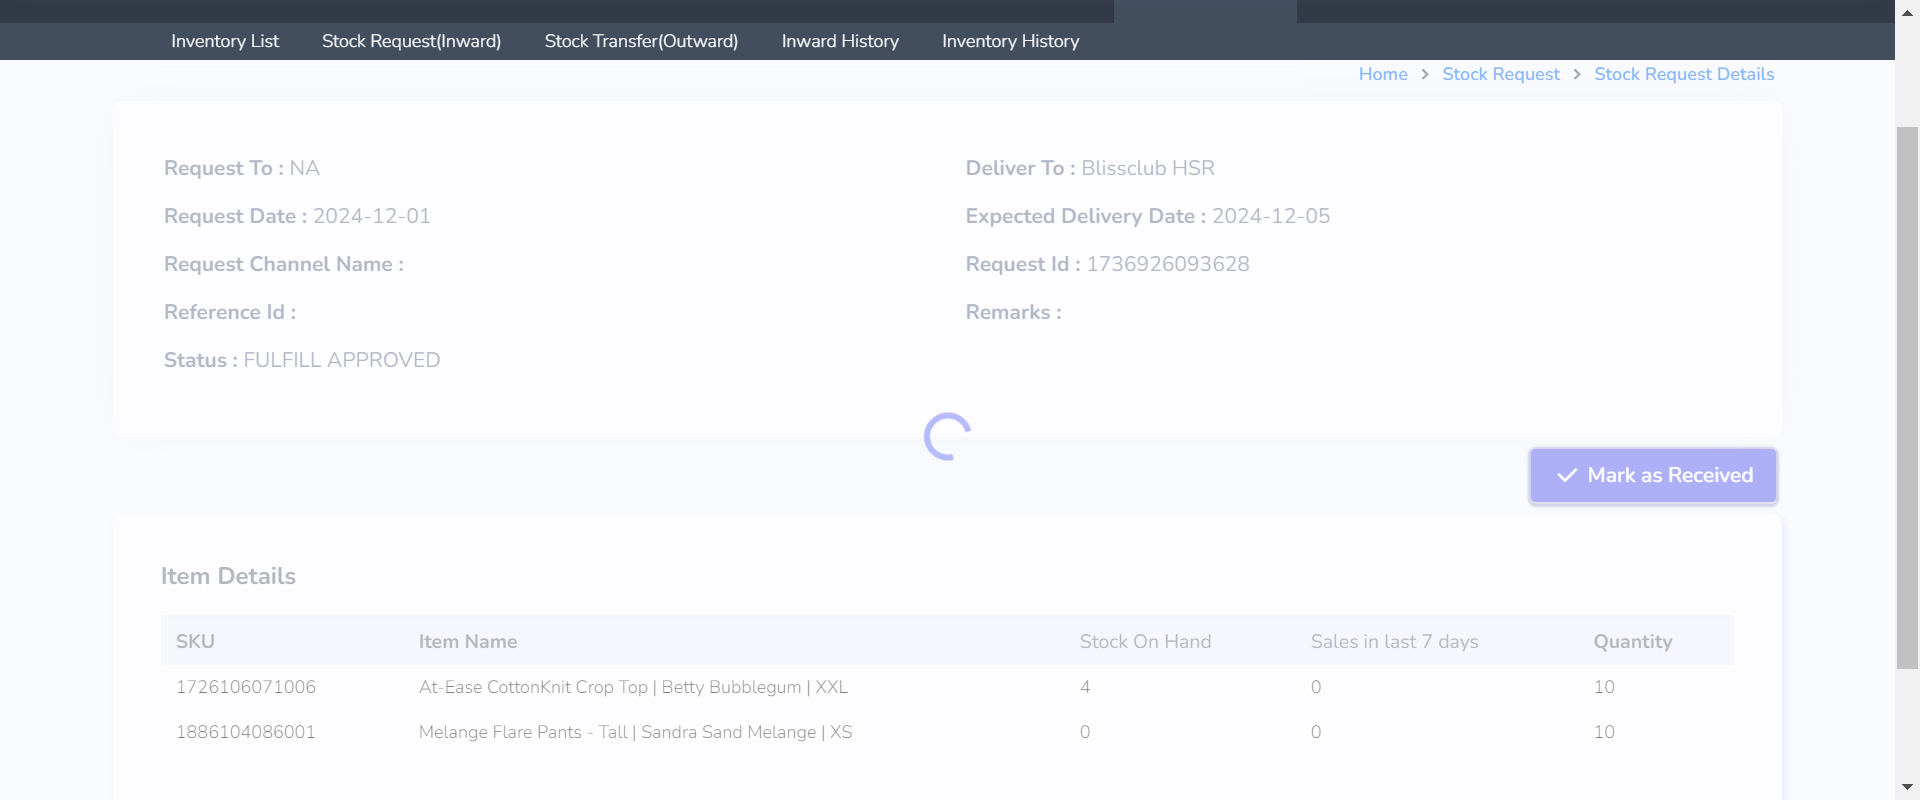 Inventory List Stock Request(Inward) Stock Transfer(Outward) Inward History Inventory History
Home > Stock Request > Stock Request Details
Request To : NA
Deliver To : Blissclub HSR
Request Date : 2024-12-01
Expected Delivery Date : 2024-12-05
Request Channel Name :
Request Id : 1736926093628
Reference Id :
Remarks :
Status : FULFILL APPROVED
Mark as Received
Item Details
SKU Item Name Stock On Hand Sales in last 7 days Quantity
1726106071006 At-Ease CottonKnit Crop Top | Betty Bubblegum | XXL 4 0 10
1886104086001 Melange Flare Pants - Tall | Sandra Sand Melange | XS 0 0 10